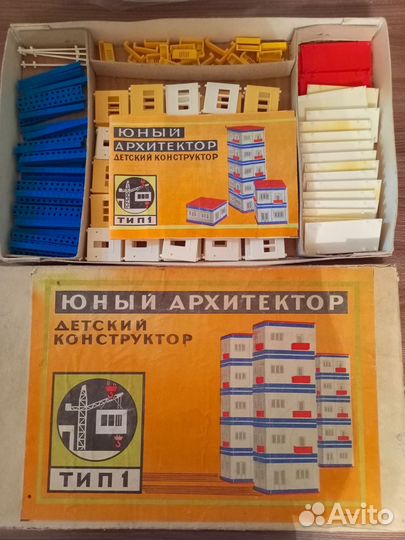 ЮНЫЙ
АРХИТЕКТОР
ДЕТСКИЙ КОНСТРУКТОР
ТИП 1
ЮНЫЙ АРХИТЕКТОР
ДЕТСКИЙ
КОНСТРУКТОР
ТИП 1
Avito